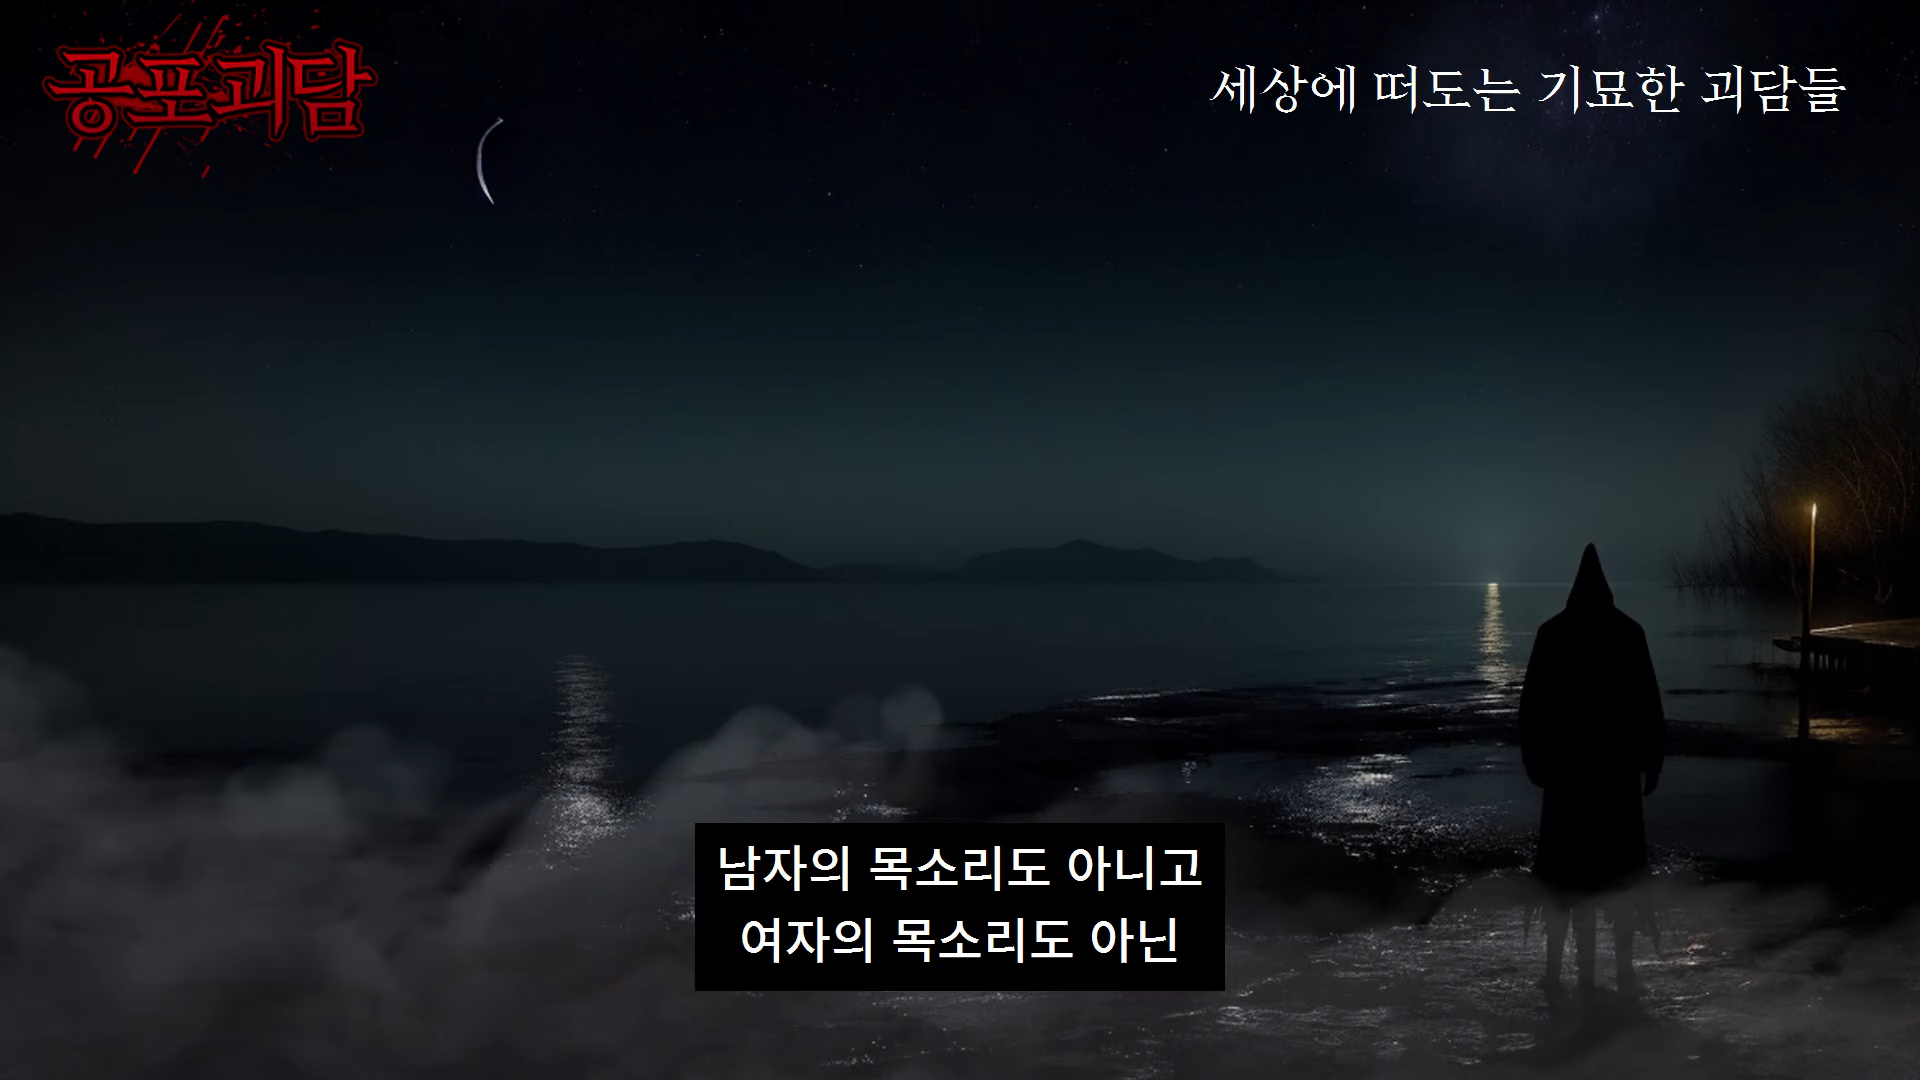 공포괴담
세상에 떠도는 기묘한 괴담들
남자의 목소리도 아니고
여자의 목소리도 아닌